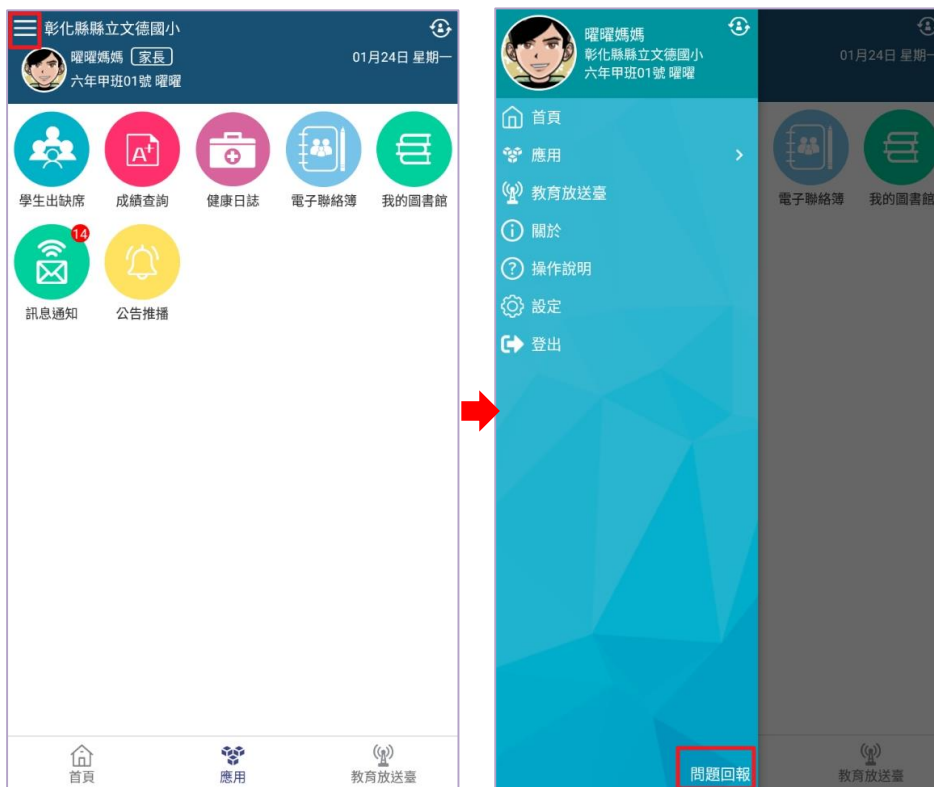 彰化縣縣立文德國小
曜曜媽媽 家長
01月24日 星期一
六年甲班01號 曜曜
A+
學生出缺席
成績查詢
健康日誌
電子聯絡簿
我的圖書館
14
訊息通知
公告推播
首頁
應用
教育放送臺
曜曜媽媽
彰化縣縣立文德國小
六年甲班01號 曜曜
首頁
應用
教育放送臺
關於
操作說明
設定
登出
問題回報
01月24日 星期一
電子聯絡簿
我的圖書館
教育放送臺